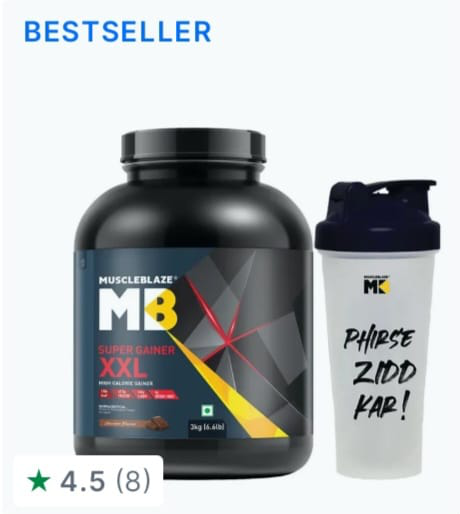 BESTSELLER
MUSCLEBLAZE®
MB
SUPER GAINER
XXL
HIGH CALORIE GAINER
3kg (6.6lb)
MUSCLEBLAZE
MB
PHIRSE
ZIDD
KAR!
★ 4.5 (8)